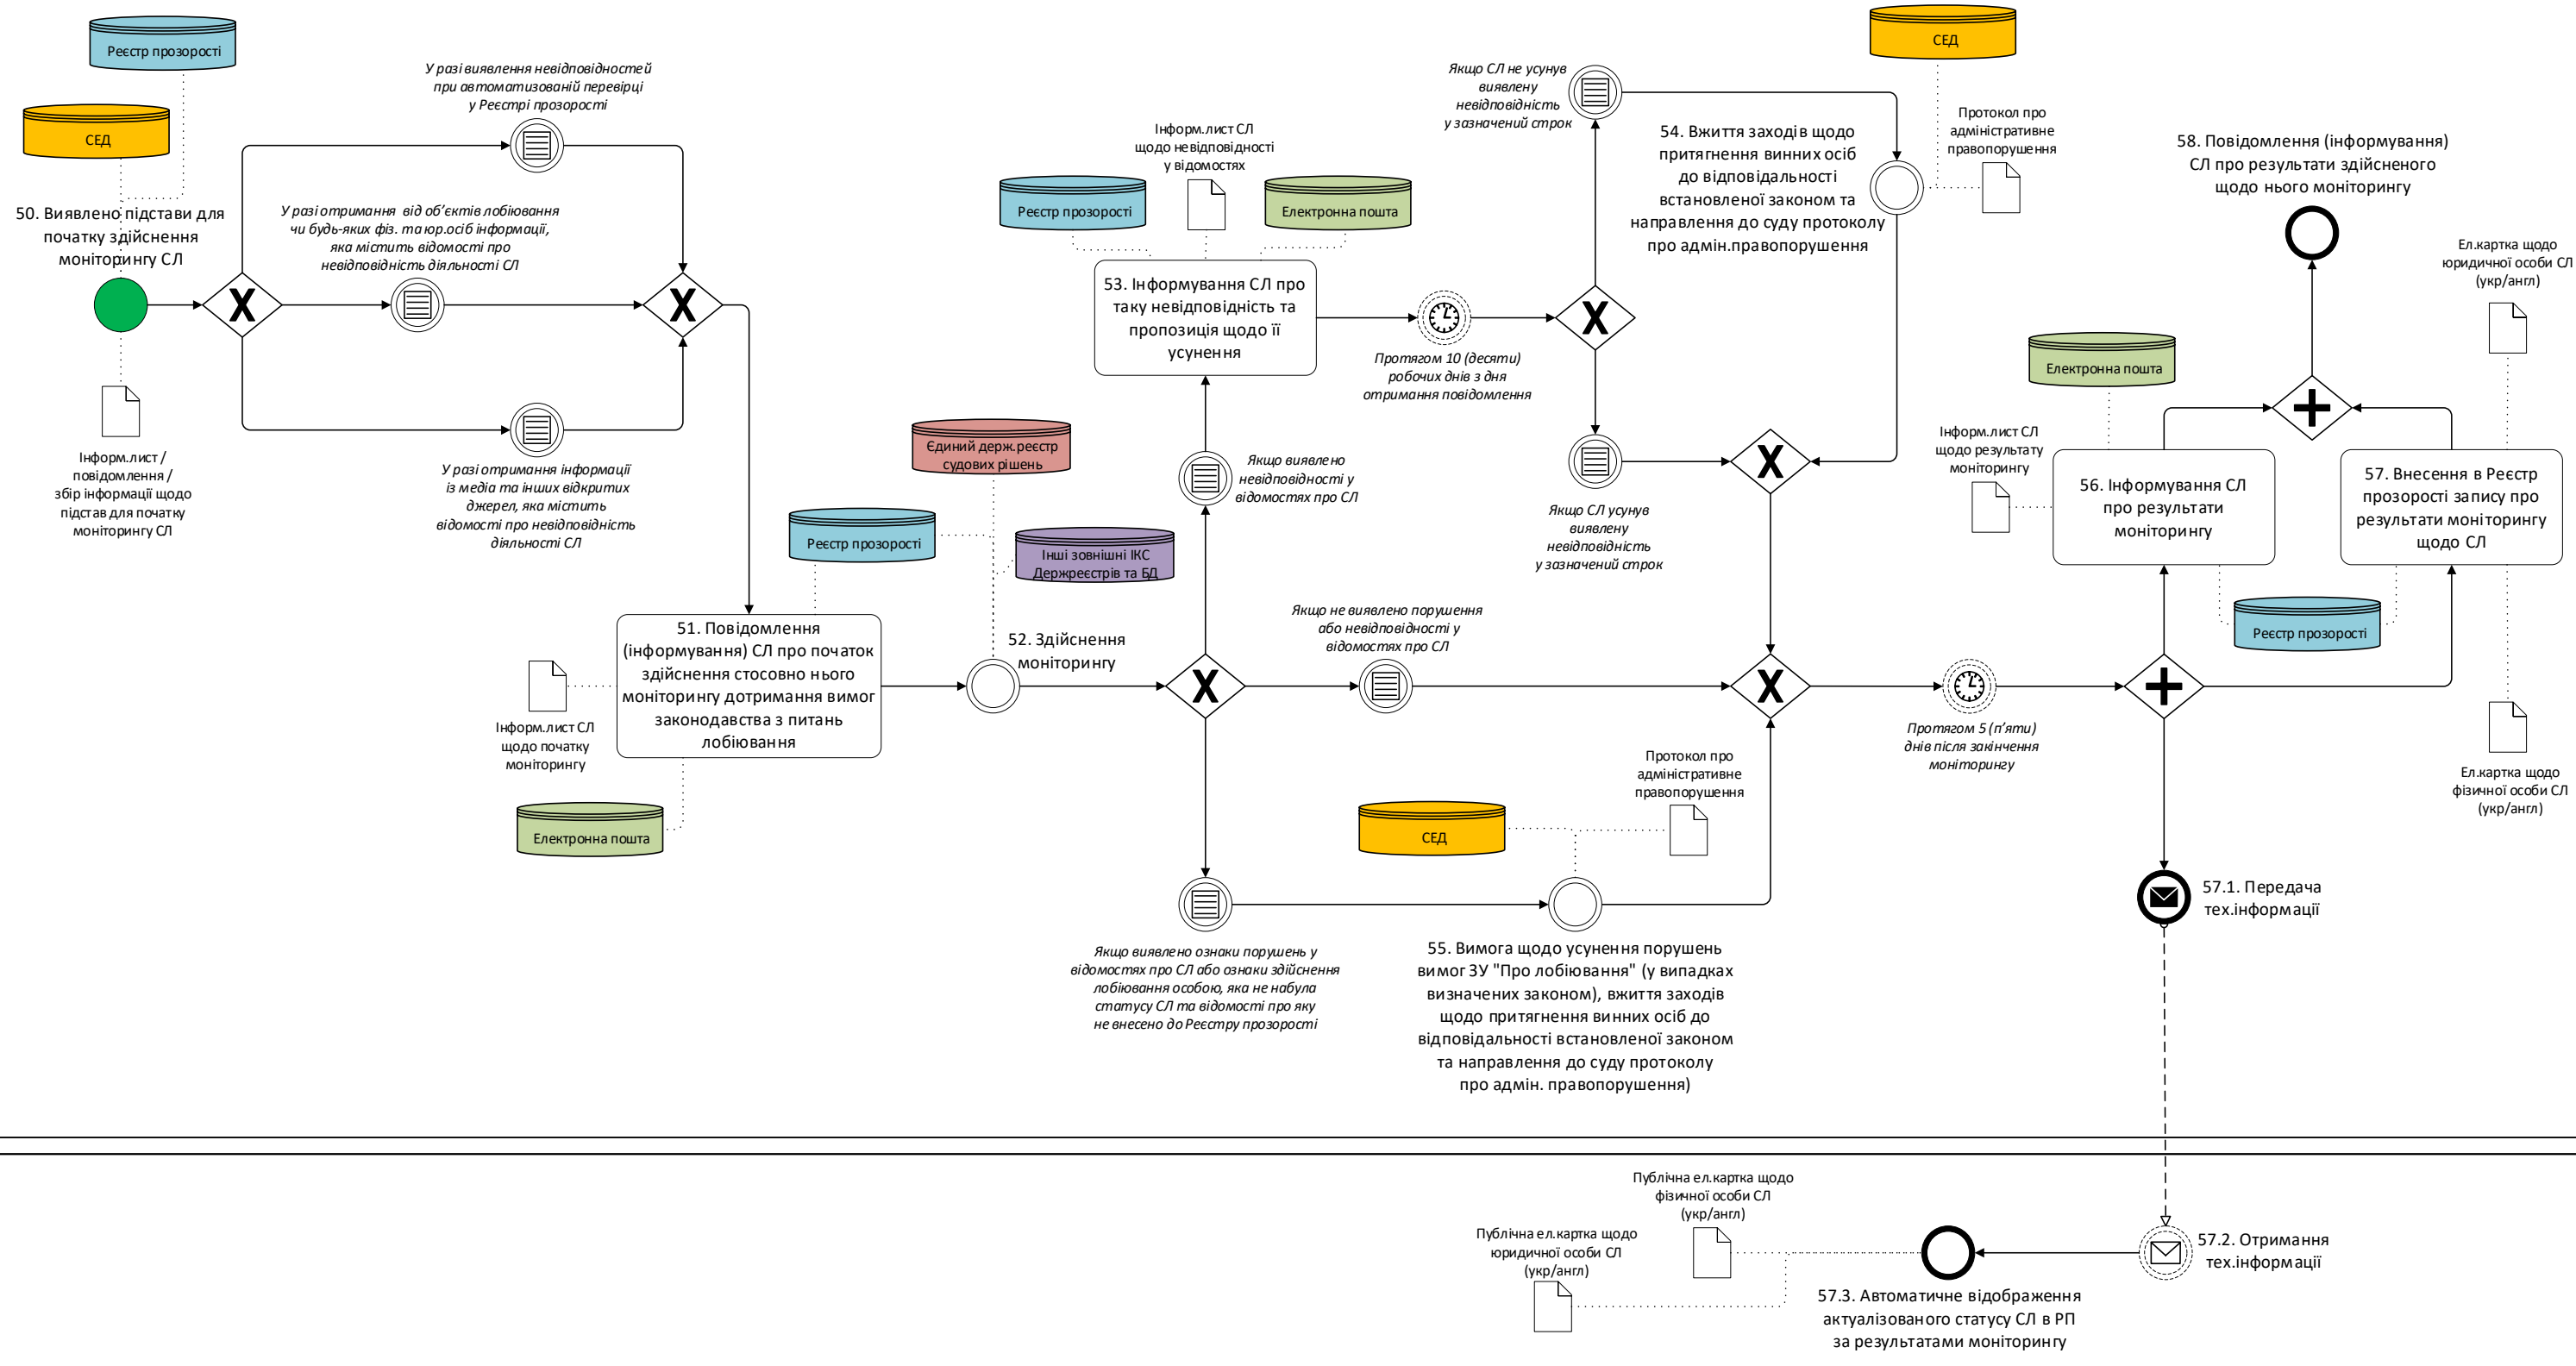 Реєстр прозорості
СЕД
50. Виявлено підстави для
початку здійснення
моніторингу СЛ
Інформ.лист /
повідомлення /
збір інформації щодо
підстав для початку
моніторингу СЛ
У разі виявлення невідповідностей
при автоматизованій перевірці
у Реєстрі прозорості
У разі отримання від об’єктів лобіювання
чи будь-яких фіз. та юр.осіб інформації,
яка містить відомості про
невідповідність діяльності СЛ
У разі отримання інформації
із медіа та інших відкритих
джерел, яка містить
відомості про невідповідність
діяльності СЛ
X
X
51. Повідомлення
(інформування) СЛ про початок
здійснення стосовно нього
моніторингу дотримання вимог
законодавства з питань
лобіювання
Інформ.лист СЛ
щодо початку
моніторингу
Електронна пошта
Реєстр прозорості
Єдиний держ.реєстр
судових рішень
Інші зовнішні ІКС
Держреєстрів та БД
52. Здійснення
моніторингу
X
Якщо виявлено
невідповідності у
відомостях про СЛ
Реєстр прозорості
Інформ.лист СЛ
щодо невідповідності
у відомостях
Електронна пошта
53. Інформування СЛ про
таку невідповідність та
пропозиція щодо її
усунення
Протягом 10 (десяти)
робочих днів з дня
отримання повідомлення
X
Якщо СЛ не усунув
виявлену
невідповідність
у зазначений строк
54. Вжиття заходів щодо
притягнення винних осіб
до відповідальності
встановленої законом та
направлення до суду протоколу
про адмін.правопорушення
СЕД
Протокол про
адміністративне
правопорушення
Якщо СЛ усунув
виявлену
невідповідність
у зазначений строк
X
Якщо не виявлено порушення
або невідповідності у
відомостях про СЛ
X
Якщо виявлено ознаки порушень у
відомостях про СЛ або ознаки здійснення
лобіювання особою, яка не набула
статусу СЛ та відомості про яку
не внесено до Реєстру прозорості
СЕД
Протокол про
адміністративне
правопорушення
55. Вимога щодо усунення порушень
вимог ЗУ "Про лобіювання" (у випадках
визначених законом), вжиття заходів
щодо притягнення винних осіб до
відповідальності встановленої законом
та направлення до суду протоколу
про адмін. правопорушення)
Протягом 5 (п’яти)
днів після закінчення
моніторингу
Електронна пошта
Інформ.лист СЛ
щодо результату
моніторингу
56. Інформування СЛ
про результати
моніторингу
57. Внесення в Реєстр
прозорості запису про
результати моніторингу
щодо СЛ
Реєстр прозорості
Ел.картка щодо
юридичної особи СЛ
(укр/англ)
Ел.картка щодо
фізичної особи СЛ
(укр/англ)
58. Повідомлення (інформування)
СЛ про результати здійсненого
щодо нього моніторингу
57.1. Передача
тех.інформації
57.2. Отримання
тех.інформації
57.3. Автоматичне відображення
актуалізованого статусу СЛ в РП
за результатами моніторингу
Публічна ел.картка щодо
фізичної особи СЛ
(укр/англ)
Публічна ел.картка щодо
юридичної особи СЛ
(укр/англ)